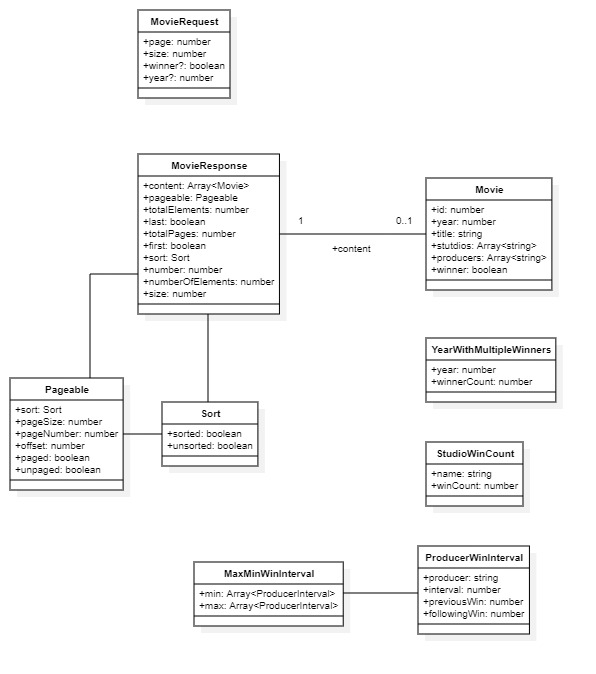 MovieRequest
+page: number
+size: number
+winner?: boolean
+year?: number
MovieResponse
+content: Array<Movie>
+pageable: Pageable
+totalElements: number
+last: boolean
+totalPages: number
+first: boolean
+sort: Sort
+number: number
+numberOfElements: number
+size: number
1
0..1
+content
Movie
+id: number
+year: number
+title: string
+stutdios: Array<string>
+producers: Array<string>
+winner: boolean
YearWithMultipleWinners
+year: number
+winnerCount: number
Pageable
+sort: Sort
+pageSize: number
+pageNumber: number
+offset: number
+paged: boolean
+unpaged: boolean
Sort
+sorted: boolean
+unsorted: boolean
StudioWinCount
+name: string
+winCount: number
MaxMinWinInterval
+min: Array<ProducerInterval>
+max: Array<ProducerInterval>
ProducerWinInterval
+producer: string
+interval: number
+previousWin: number
+followingWin: number